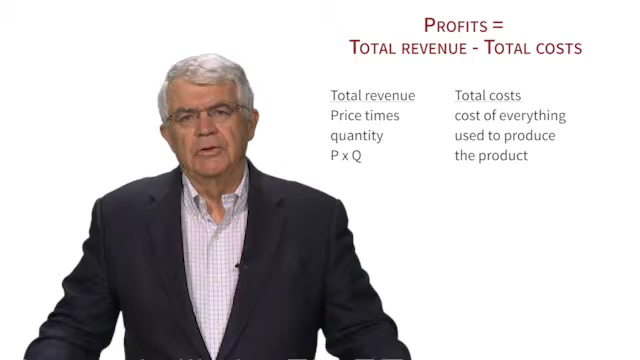 PROFITS =
TOTAL REVENUE - TOTAL COSTS
Total revenue
Price times
quantity
P x Q
Total costs
cost of everything
used to produce
the product